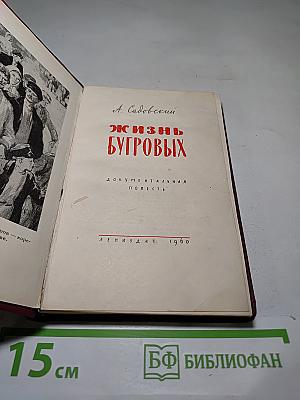 А. Садовский
ЖИЗНЬ
БУГРОВЫХ
ДОКУМЕНТАЛЬНАЯ
ПОВЕСТЬ
ЛЕНИЗДАТ, 1960
15 см
БФ БИБЛИОФАН